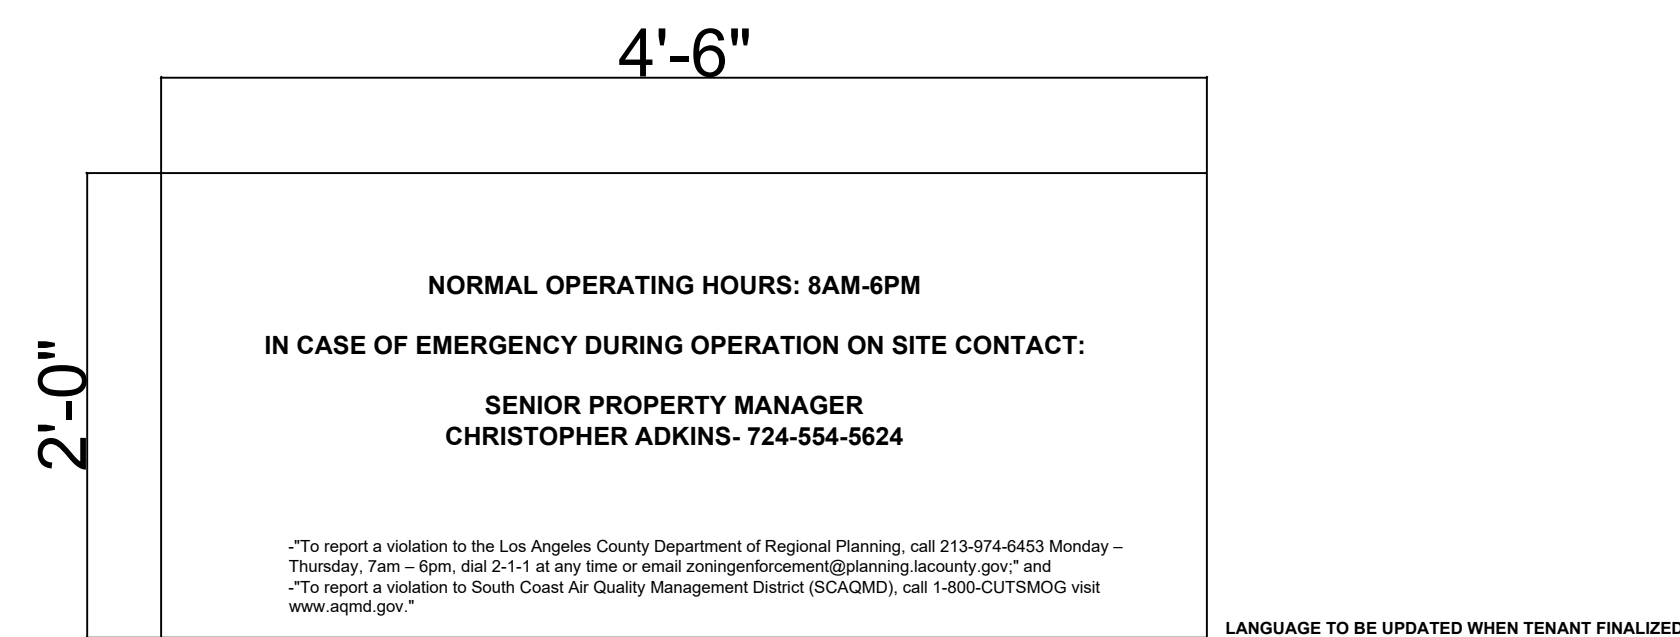 4'-6"
2'-0"
NORMAL OPERATING HOURS: 8AM-6PM
IN CASE OF EMERGENCY DURING OPERATION ON SITE CONTACT:
SENIOR PROPERTY MANAGER
CHRISTOPHER ADKINS- 724-554-5624
-"To report a violation to the Los Angeles County Department of Regional Planning, call 213-974-6453 Monday –
Thursday, 7am – 6pm, dial 2-1-1 at any time or email zoningenforcement@planning.lacounty.gov;" and
-"To report a violation to South Coast Air Quality Management District (SCAQMD), call 1-800-CUTSMOG visit
www.aqmd.gov."
LANGUAGE TO BE UPDATED WHEN TENANT FINALIZED